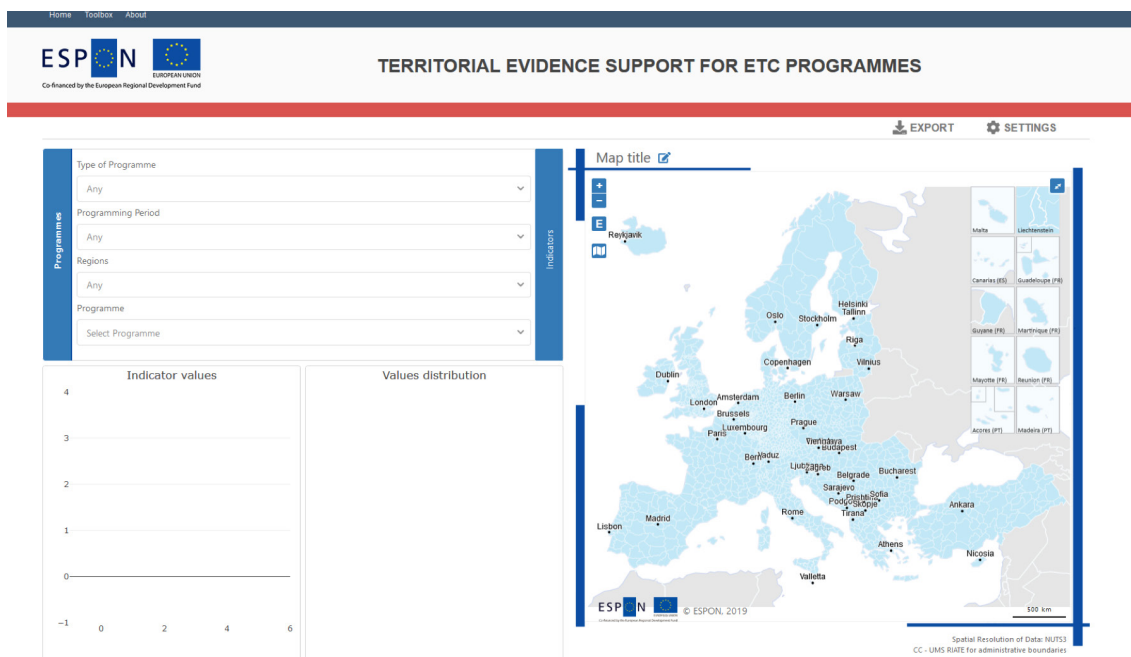 Home Toolbox About
ESPON
EUROPEAN UNION
Co-financed by the European Regional Development Fund
TERRITORIAL EVIDENCE SUPPORT FOR ETC PROGRAMMES
EXPORT SETTINGS
Programmes
Type of Programme
Any
Programming Period
Any
Regions
Any
Programme
Select Programme
Indicators
Indicator values
4
3
2
1
0
−1
0 2 4 6
Values distribution
Map title
+
−
E
Reykjavik
Helsinki
Tallinn
Oslo
Stockholm
Riga
Copenhagen
Vilnius
Dublin
Amsterdam
Berlin
Warsaw
London
Brussels
Luxembourg
Paris
Prague
Budapest
Bern
Vaduz
Zagreb
Belgrade
Bucharest
Sarajevo
Sofia
Skopje
Tirana
Rome
Madrid
Lisbon
Ankara
Athens
Nicosia
Valletta
Malta
Liechtenstein
Canarias (ES)
Guadeloupe (FR)
Guyane (FR)
Martinique (FR)
Mayotte (FR)
Reunion (FR)
Acores (PT)
Madeira (PT)
ESPON
© ESPON, 2019
500 km
Spatial Resolution of Data: NUTS3
CC - UMS RIATE for administrative boundaries